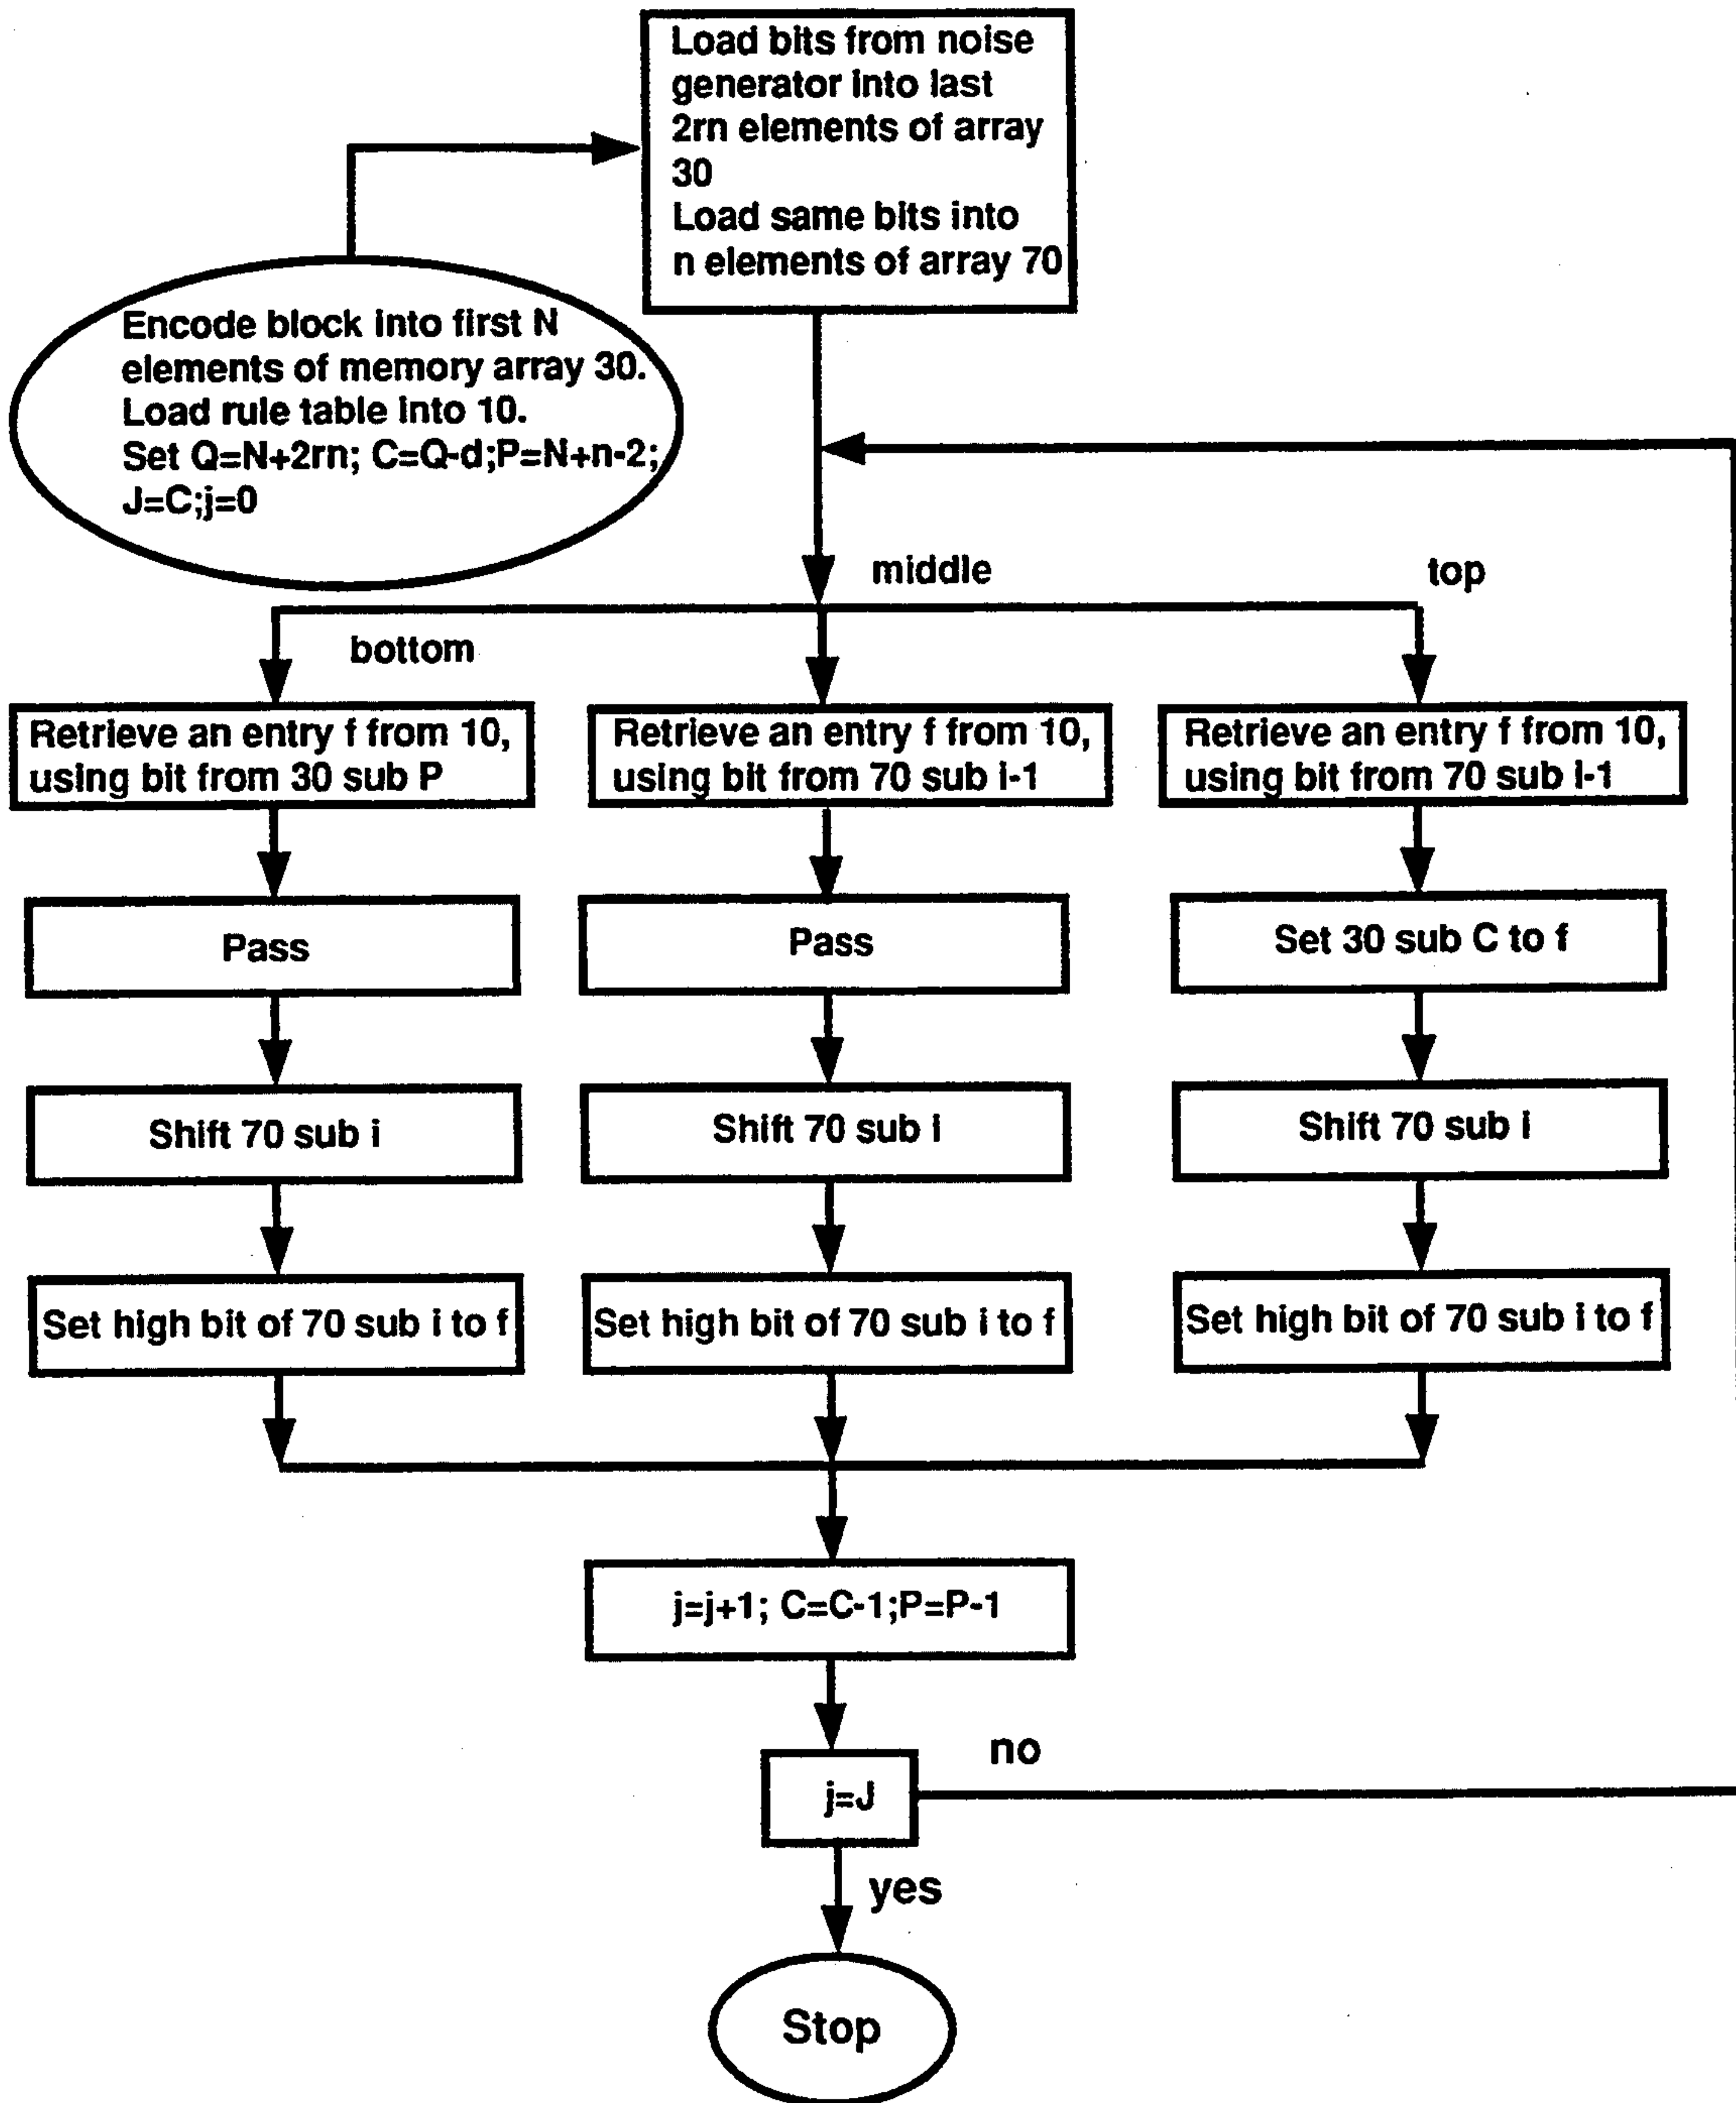 Load bits from noise
generator into last
2rn elements of array
30
Load same bits into
n elements of array 70
Encode block into first N
elements of memory array 30.
Load rule table into 10.
Set Q=N+2rn; C=Q-d;P=N+n-2;
J=C;j=0
middle
top
bottom
Retrieve an entry f from 10,
using bit from 30 sub P
Retrieve an entry f from 10,
using bit from 70 sub i-1
Retrieve an entry f from 10,
using bit from 70 sub i-1
Pass
Pass
Set 30 sub C to f
Shift 70 sub i
Shift 70 sub i
Shift 70 sub i
Set high bit of 70 sub i to f
Set high bit of 70 sub i to f
Set high bit of 70 sub i to f
j=j+1; C=C-1;P=P-1
no
j=J
yes
Stop